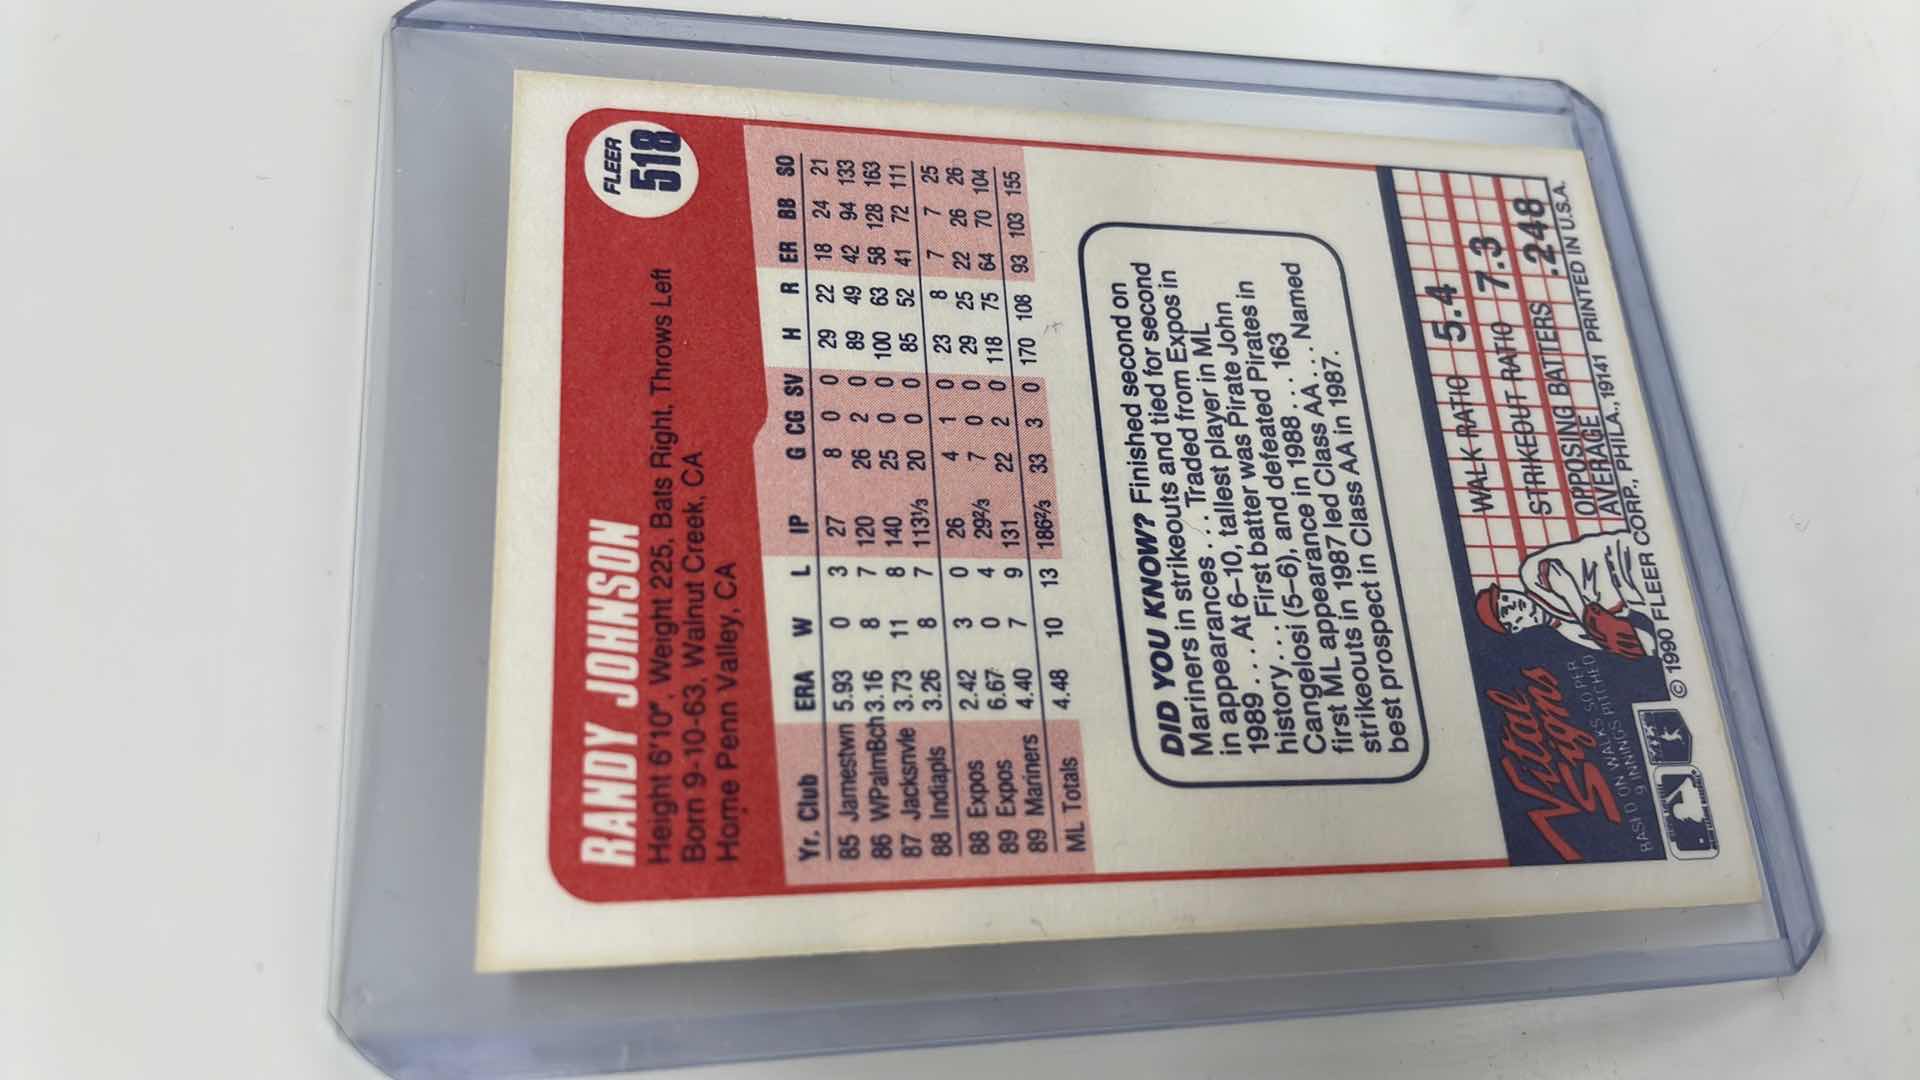 FLEER
518
RANDY JOHNSON
Height 6'10", Weight 225, Bats Right, Throws Left
Born 9-10-63, Walnut Creek, CA
Home Penn Valley, CA
Yr. Club ERA W L IP G CG SV H R ER BB SO
85 Jamestwn 5.93 0 3 27 8 0 0 29 22 18 24 21
86 WPalmBch 3.16 8 7 120 26 2 0 89 49 42 94 133
87 Jacksnvle 3.73 11 8 140 25 0 0 100 63 58 128 163
88 Indiapls 3.26 8 7 113⅓ 20 0 0 85 52 41 72 111
88 Expos 2.42 3 0 26 4 1 0 23 8 7 7 25
89 Expos 6.67 0 4 29⅔ 7 0 0 29 25 22 26 26
89 Mariners 4.40 7 9 131 22 2 0 118 75 64 70 104
ML Totals 4.48 10 13 186⅔ 33 3 0 170 108 93 103 155
DID YOU KNOW? Finished second on
Mariners in strikeouts and tied for second
in appearances . . . Traded from Expos in
1989 . . . At 6–10, tallest player in ML
history . . . First batter was Pirate John
Cangelosi (5–6), and defeated Pirates in
first ML appearance in 1988 . . . 163
strikeouts in 1987 led Class AA . . . Named
best prospect in Class AA in 1987.
Vital
Signs
BASED ON WALKS, SO PER
9 INNINGS PITCHED
WALK RATIO 5.4
STRIKEOUT RATIO 7.3
OPPOSING BATTERS
AVERAGE .248
© 1990 FLEER CORP., PHILA., 19141 PRINTED IN U.S.A.